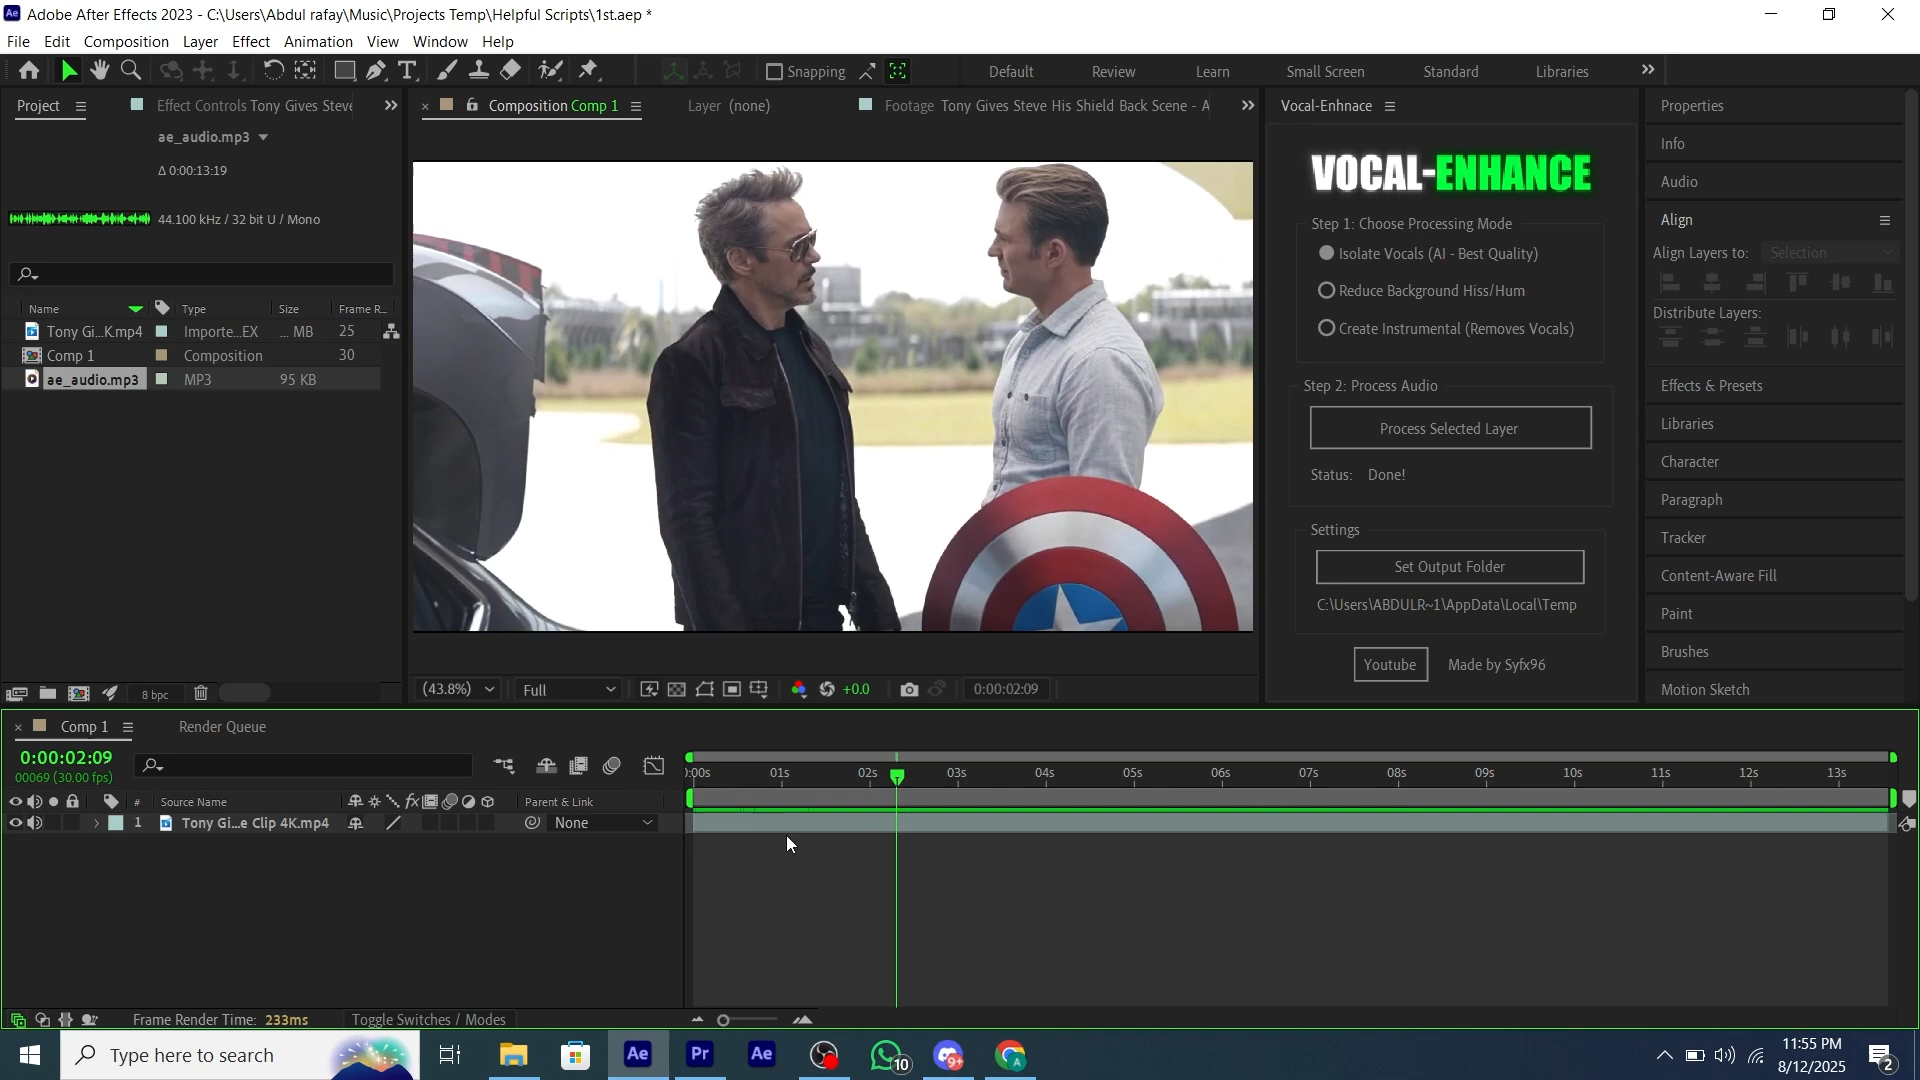 Adobe After Effects 2023 - C:\Users\Abdul rafay\Music\Projects Temp\Helpful Scripts\1st.aep *
File Edit Composition Layer Effect Animation View Window Help
Snapping Default Review Learn Small Screen Standard Libraries
Project Effect Controls Tony Gives Steve
ae_audio.mp3
Δ 0:00:13:19
44.100 kHz / 32 bit U / Mono
Name Type Size Frame R...
Tony Gi...K.mp4 Importe...EX ... MB 25
Comp 1 Composition 30
ae_audio.mp3 MP3 95 KB
8 bpc
Composition Comp 1 Layer (none) Footage Tony Gives Steve His Shield Back Scene - A
(43.8%) Full +0.0 0:00:02:09
Vocal-Enhnace
VOCAL-ENHANCE
Step 1: Choose Processing Mode
Isolate Vocals (AI - Best Quality)
Reduce Background Hiss/Hum
Create Instrumental (Removes Vocals)
Step 2: Process Audio
Process Selected Layer
Status: Done!
Settings
Set Output Folder
C:\Users\ABDULR~1\AppData\Local\Temp
Youtube Made by Syfx96
Properties
Info
Audio
Align
Align Layers to: Selection
Distribute Layers:
Effects & Presets
Libraries
Character
Paragraph
Tracker
Content-Aware Fill
Paint
Brushes
Motion Sketch
Comp 1 Render Queue
0:00:02:09
00069 (30.00 fps)
):00s 01s 02s 03s 04s 05s 06s 07s 08s 09s 10s 11s 12s 13s
# Source Name fx Parent & Link
1 Tony Gi...e Clip 4K.mp4 None
Frame Render Time: 233ms Toggle Switches / Modes
Type here to search
Ae Pr Ae 10 9+ A
11:55 PM
8/12/2025
2